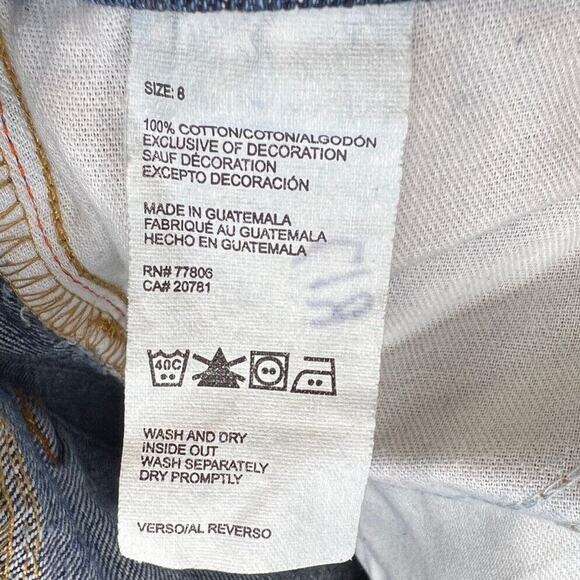 SIZE: 8
100% COTTON/COTON/ALGODÓN
EXCLUSIVE OF DECORATION
SAUF DÉCORATION
EXCEPTO DECORACIÓN
MADE IN GUATEMALA
FABRIQUÉ AU GUATEMALA
HECHO EN GUATEMALA
RN# 77806
CA# 20781
40C
WASH AND DRY
INSIDE OUT
WASH SEPARATELY
DRY PROMPTLY
VERSO/AL REVERSO